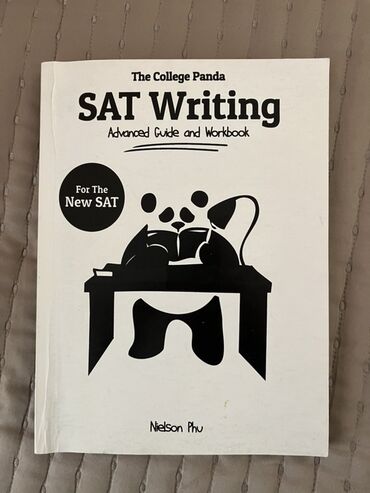 The College Panda
SAT Writing
Advanced Guide and Workbook
For The
New SAT
Nielson Phu